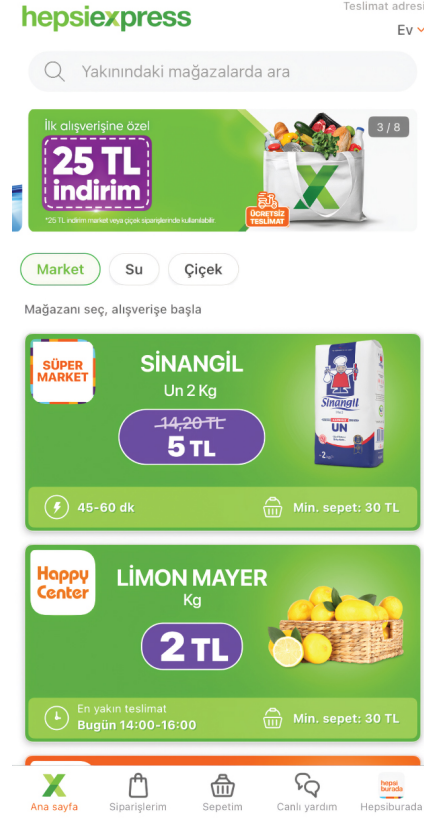 Teslimat adresi
hepsiexpress
Ev
Yakınındaki mağazalarda ara
İlk alışverişine özel
25 TL
indirim
*25 TL indirim market veya çiçek siparişlerinde kullanılabilir.
ÜCRETSİZ
TESLİMAT
3 / 8
Market
Su
Çiçek
Mağazanı seç, alışverişe başla
SÜPER
MARKET
SİNANGİL
Un 2 Kg
14,20 TL
5 TL
Sinangil
UN
45-60 dk
Min. sepet: 30 TL
Happy
Center
LİMON MAYER
Kg
2 TL
En yakın teslimat
Bugün 14:00-16:00
Min. sepet: 30 TL
Ana sayfa
Siparişlerim
Sepetim
Canlı yardım
hepsi
burada
Hepsiburada